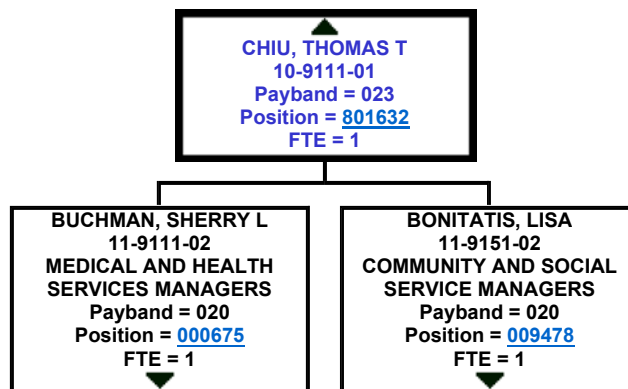 CHIU, THOMAS T
10-9111-01
Payband = 023
Position = 801632
FTE = 1
BUCHMAN, SHERRY L
11-9111-02
MEDICAL AND HEALTH
SERVICES MANAGERS
Payband = 020
Position = 000675
FTE = 1
BONITATIS, LISA
11-9151-02
COMMUNITY AND SOCIAL
SERVICE MANAGERS
Payband = 020
Position = 009478
FTE = 1